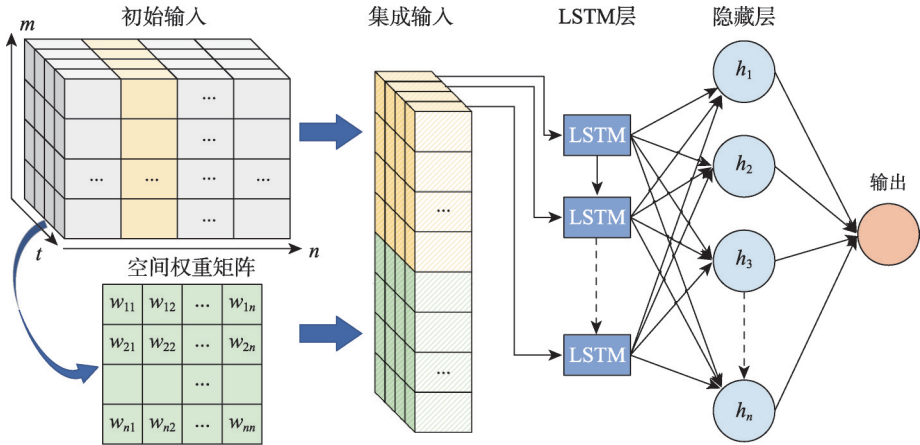 初始输入
集成输入
LSTM层
隐藏层
m
...
...
... ... ... ...
...
t
n
空间权重矩阵
w11 w12 ... w1n
w21 w22 ... w2n
...
wn1 wn2 ... wnn
...
...
LSTM
LSTM
LSTM
h1
h2
h3
hn
输出